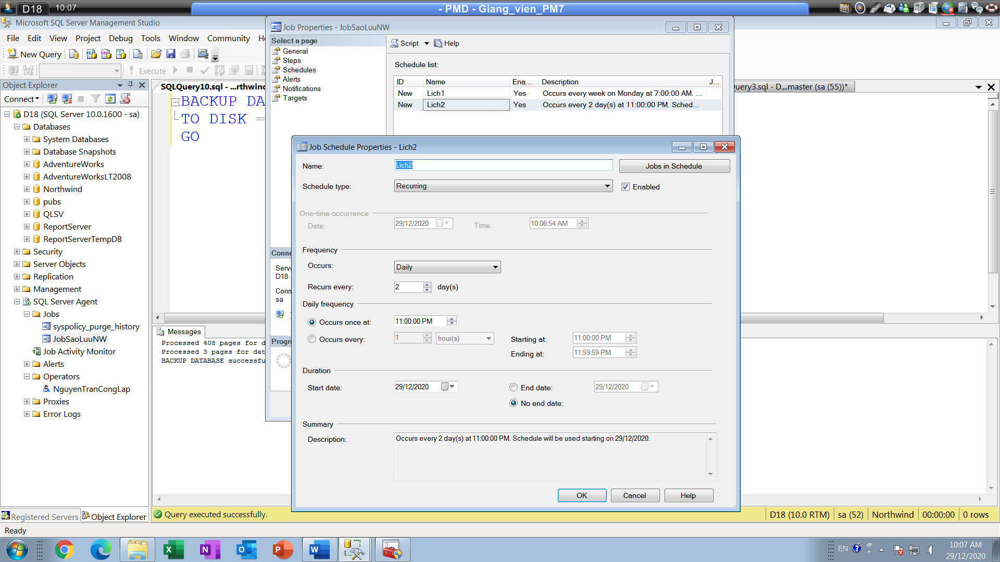 D18
10:07
- PMD - Giang_vien_PM7
Microsoft SQL Server Management Studio
File Edit View Project Debug Tools Window Community
New Query
Execute
Object Explorer
Connect
D18 (SQL Server 10.0.1600 - sa)
Databases
System Databases
Database Snapshots
AdventureWorks
AdventureWorksLT2008
Northwind
pubs
QLSV
ReportServer
ReportServerTempDB
Security
Server Objects
Replication
Management
SQL Server Agent
Jobs
syspolicy_purge_history
JobSaoLuuNW
Job Activity Monitor
Alerts
Operators
NguyenTranCongLap
Proxies
Error Logs
Registered Servers
Object Explorer
SQLQuery10.sql - ...rthwind
Query3.sql - D....master (sa (55))*
BACKUP DA
TO DISK =
GO
Messages
Processed 408 pages for d
Processed 3 pages for dat
BACKUP DATABASE successfu
Job Properties - JobSaoLuuNW
Select a page
General
Steps
Schedules
Alerts
Notifications
Targets
Script
Help
Schedule list:
ID Name Ena... Description J...
New Lich1 Yes Occurs every week on Monday at 7:00:00 AM. ...
New Lich2 Yes Occurs every 2 day(s) at 11:00:00 PM. Sched...
Conne
Serve
D18
Conn
sa
Progre
Job Schedule Properties - Lich2
Name:
Lich2
Jobs in Schedule
Schedule type:
Recurring
Enabled
One-time occurrence
Date:
29/12/2020
Time:
10:06:54 AM
Frequency
Occurs:
Daily
Recurs every:
2
day(s)
Daily frequency
Occurs once at:
11:00:00 PM
Occurs every:
1
hour(s)
Starting at:
11:00:00 PM
Ending at:
11:59:59 PM
Duration
Start date:
29/12/2020
End date:
29/12/2020
No end date:
Summary
Description:
Occurs every 2 day(s) at 11:00:00 PM. Schedule will be used starting on 29/12/2020.
OK
Cancel
Help
Query executed successfully.
D18 (10.0 RTM)
sa (52)
Northwind
00:00:00
0 rows
Ready
EN
10:07 AM
29/12/2020